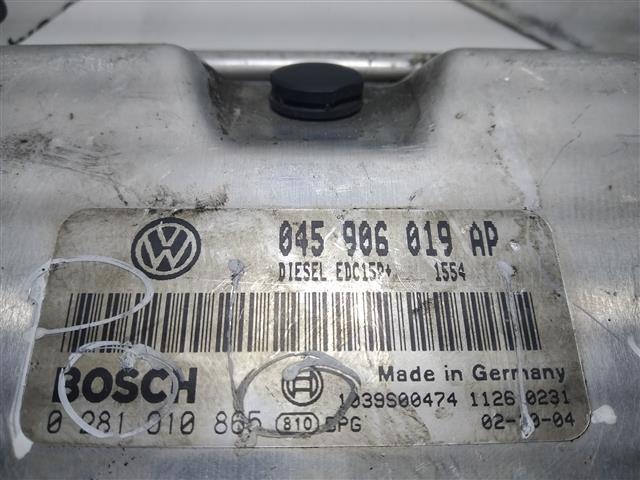 045 906 019 AP
DIESEL EDC15P+ 1554
BOSCH Made in Germany
1039S00474 1126 0231
0 281 010 865 810 DPG 02-10-04